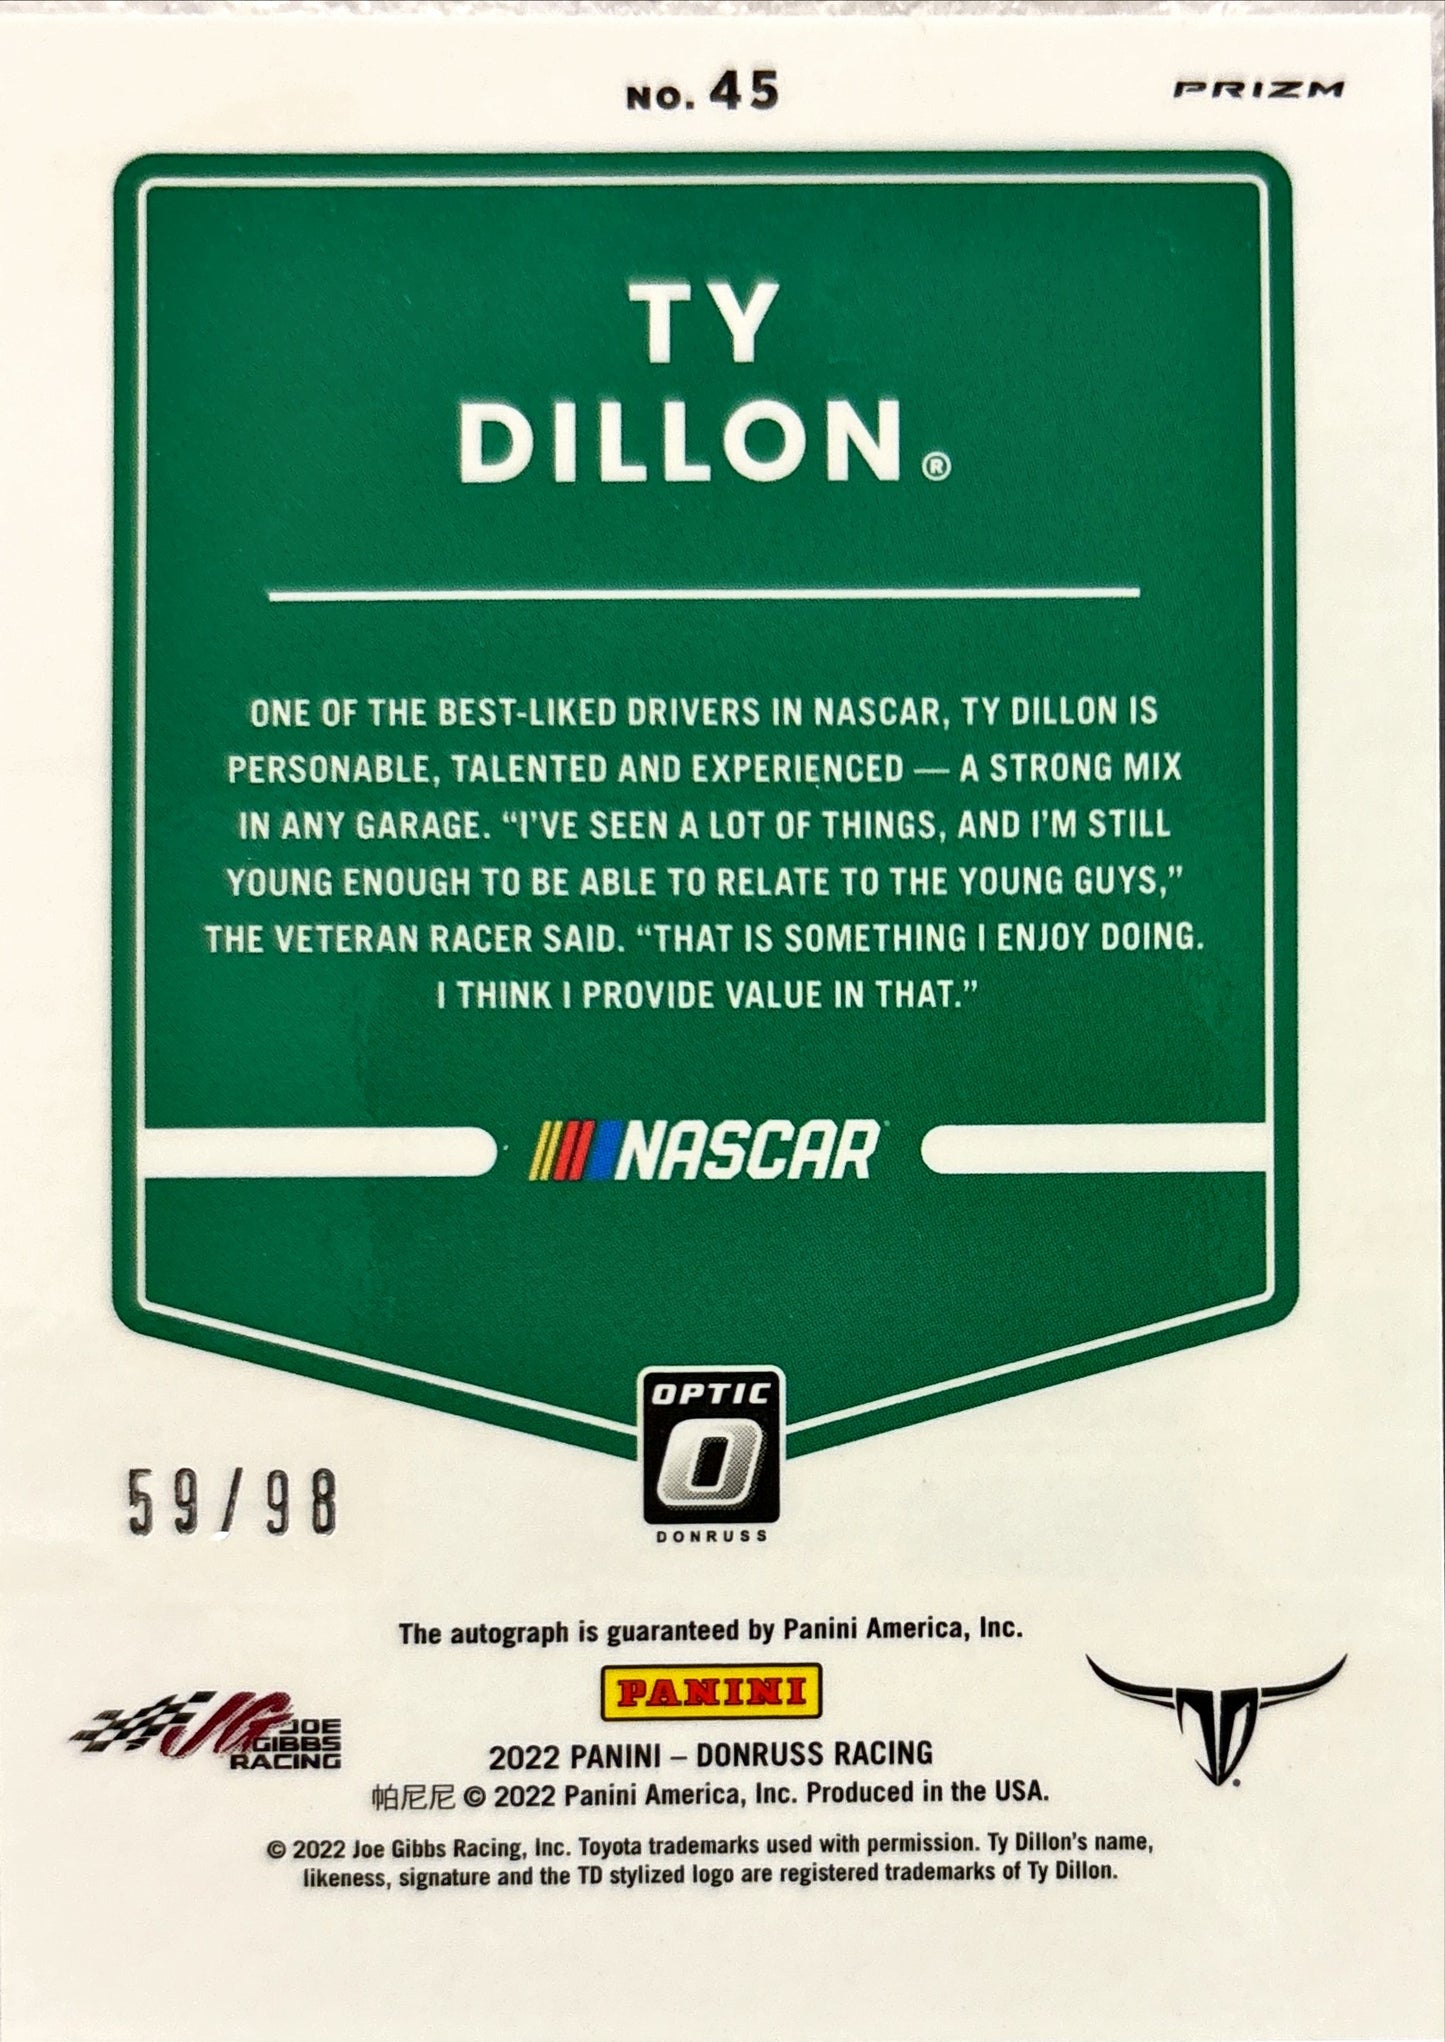 NO. 45
PRIZM
TY
DILLON®
ONE OF THE BEST-LIKED DRIVERS IN NASCAR, TY DILLON IS
PERSONABLE, TALENTED AND EXPERIENCED — A STRONG MIX
IN ANY GARAGE. “I’VE SEEN A LOT OF THINGS, AND I’M STILL
YOUNG ENOUGH TO BE ABLE TO RELATE TO THE YOUNG GUYS,”
THE VETERAN RACER SAID. “THAT IS SOMETHING I ENJOY DOING.
I THINK I PROVIDE VALUE IN THAT.”
NASCAR
OPTIC
O
DONRUSS
59/98
The autograph is guaranteed by Panini America, Inc.
PANINI
JG JOE
GIBBS
RACING
TD
2022 PANINI – DONRUSS RACING
帕尼尼 © 2022 Panini America, Inc. Produced in the USA.
© 2022 Joe Gibbs Racing, Inc. Toyota trademarks used with permission. Ty Dillon’s name,
likeness, signature and the TD stylized logo are registered trademarks of Ty Dillon.